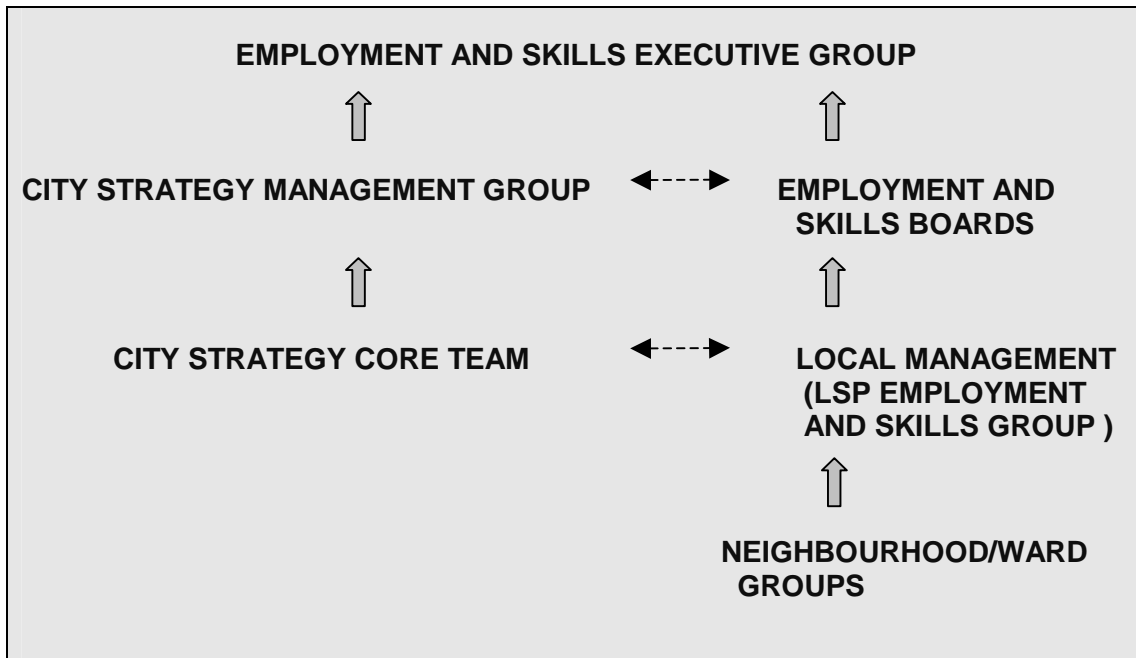 EMPLOYMENT AND SKILLS EXECUTIVE GROUP
CITY STRATEGY MANAGEMENT GROUP
EMPLOYMENT AND
SKILLS BOARDS
CITY STRATEGY CORE TEAM
LOCAL MANAGEMENT
(LSP EMPLOYMENT
AND SKILLS GROUP )
NEIGHBOURHOOD/WARD
GROUPS